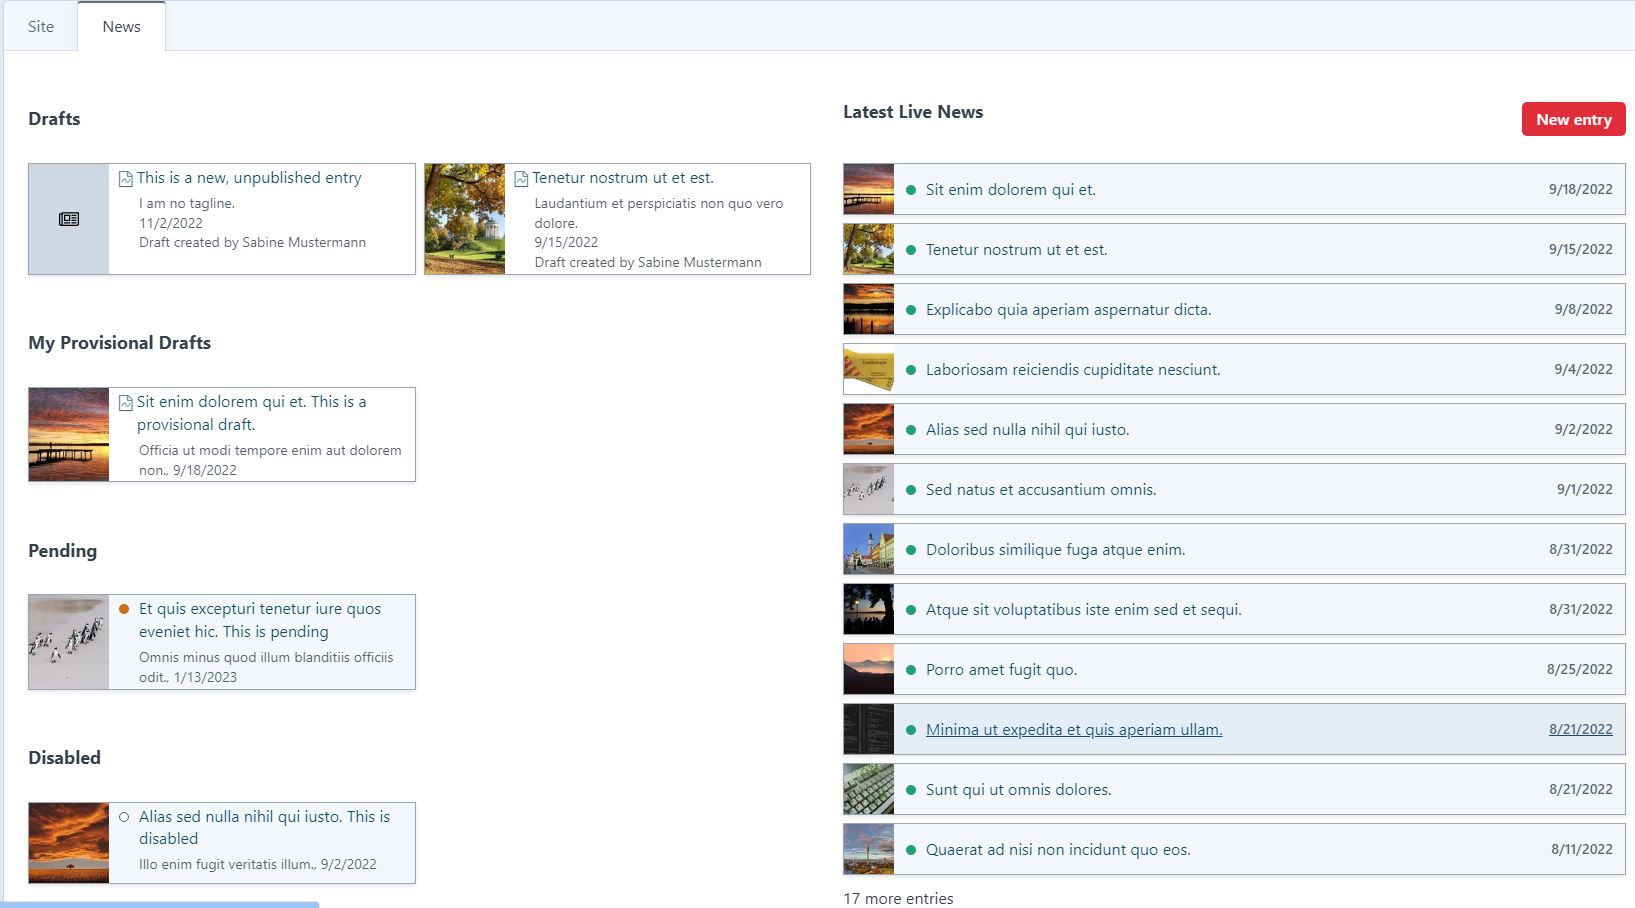 Site
News
Drafts
This is a new, unpublished entry
I am no tagline.
11/2/2022
Draft created by Sabine Mustermann
Tenetur nostrum ut et est.
Laudantium et perspiciatis non quo vero
dolore.
9/15/2022
Draft created by Sabine Mustermann
My Provisional Drafts
Sit enim dolorem qui et. This is a
provisional draft.
Officia ut modi tempore enim aut dolorem
non., 9/18/2022
Pending
Et quis excepturi tenetur iure quos
eveniet hic. This is pending
Omnis minus quod illum blanditiis officiis
odit., 1/13/2023
Disabled
Alias sed nulla nihil qui iusto. This is
disabled
Illo enim fugit veritatis illum., 9/2/2022
Latest Live News
New entry
Sit enim dolorem qui et. 9/18/2022
Tenetur nostrum ut et est. 9/15/2022
Explicabo quia aperiam aspernatur dicta. 9/8/2022
Laboriosam reiciendis cupiditate nesciunt. 9/4/2022
Alias sed nulla nihil qui iusto. 9/2/2022
Sed natus et accusantium omnis. 9/1/2022
Doloribus similique fuga atque enim. 8/31/2022
Atque sit voluptatibus iste enim sed et sequi. 8/31/2022
Porro amet fugit quo. 8/25/2022
Minima ut expedita et quis aperiam ullam. 8/21/2022
Sunt qui ut omnis dolores. 8/21/2022
Quaerat ad nisi non incidunt quo eos. 8/11/2022
17 more entries